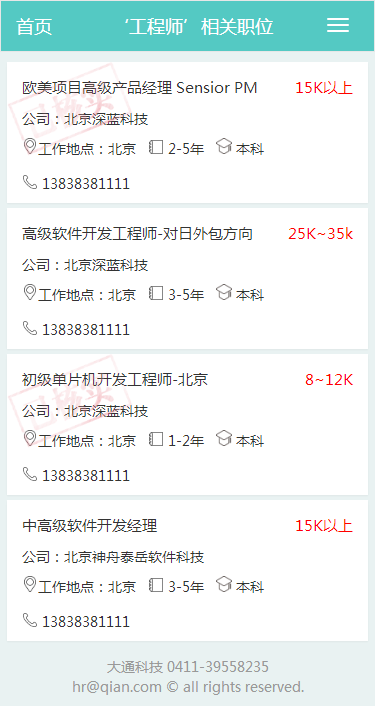 首页 ‘工程师’相关职位
欧美项目高级产品经理 Sensior PM 15K以上
公司：北京深蓝科技
工作地点：北京 2-5年 本科
13838381111
高级软件开发工程师-对日外包方向 25K~35k
公司：北京深蓝科技
工作地点：北京 3-5年 本科
13838381111
初级单片机开发工程师-北京 8~12K
公司：北京深蓝科技
工作地点：北京 1-2年 本科
13838381111
中高级软件开发经理 15K以上
公司：北京神舟泰岳软件科技
工作地点：北京 3-5年 本科
13838381111
大通科技 0411-39558235
hr@qian.com © all rights reserved.